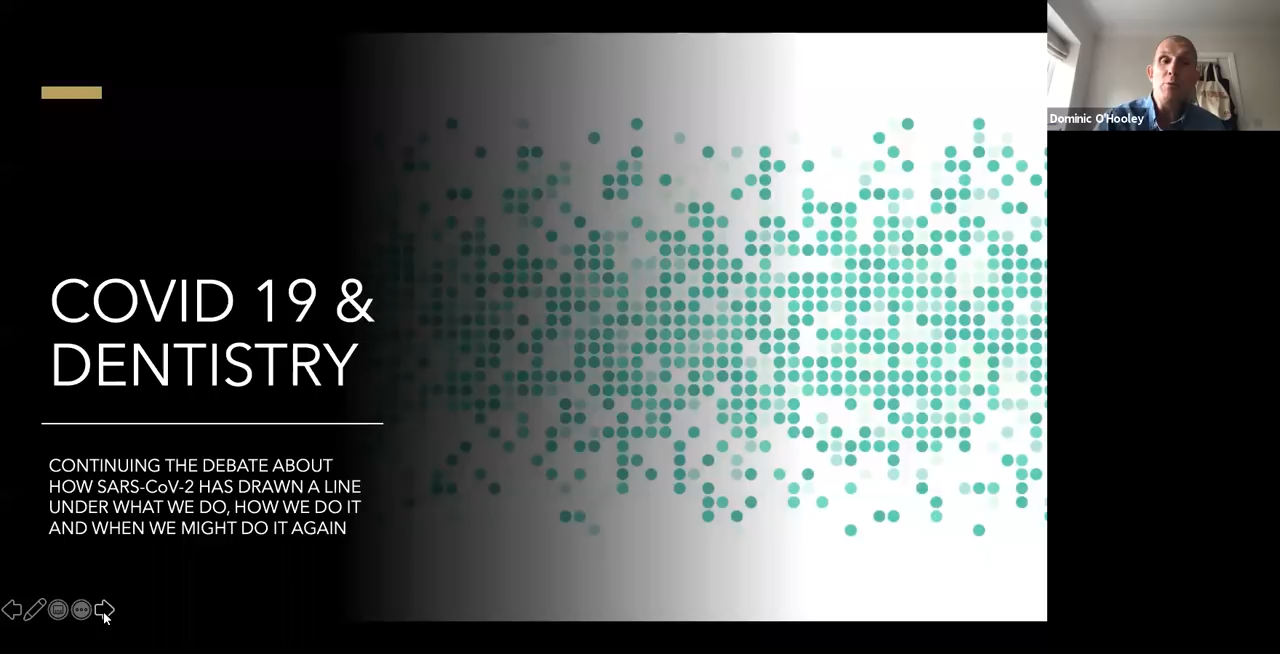 COVID 19 &
DENTISTRY
CONTINUING THE DEBATE ABOUT
HOW SARS-CoV-2 HAS DRAWN A LINE
UNDER WHAT WE DO, HOW WE DO IT
AND WHEN WE MIGHT DO IT AGAIN
Dominic O'Hooley